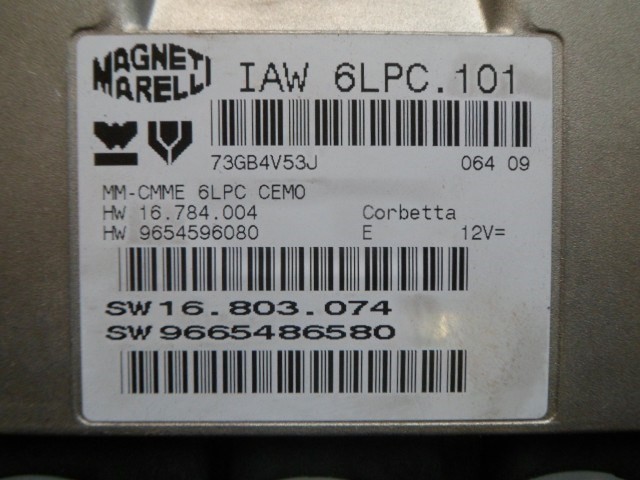 MAGNETI
MARELLI
IAW 6LPC.101
73GB4V53J 064 09
MM-CMME 6LPC CEMO
HW 16.784.004 Corbetta
HW 9654596080 E 12V=
SW 16.803.074
SW 9665486580